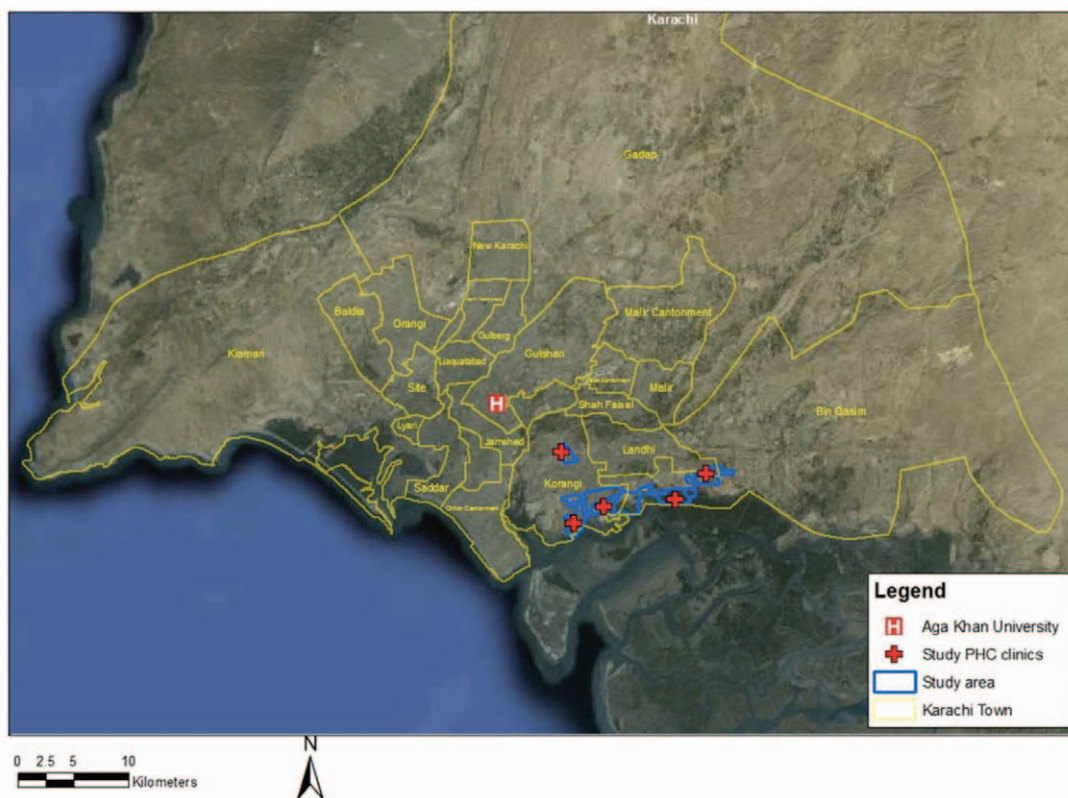 Karachi
Gadap
New Karachi
Baldia
Orangi
Gulberg
Malir Cantonment
Kiamari
Liaquatabad
Gulshan
Site
Malir
Shah Faisal
Bin Qasim
Lyari
Jamshed
Landhi
Saddar
Korangi
Legend
Aga Khan University
Study PHC clinics
Study area
Karachi Town
N
0 2.5 5 10
Kilometers